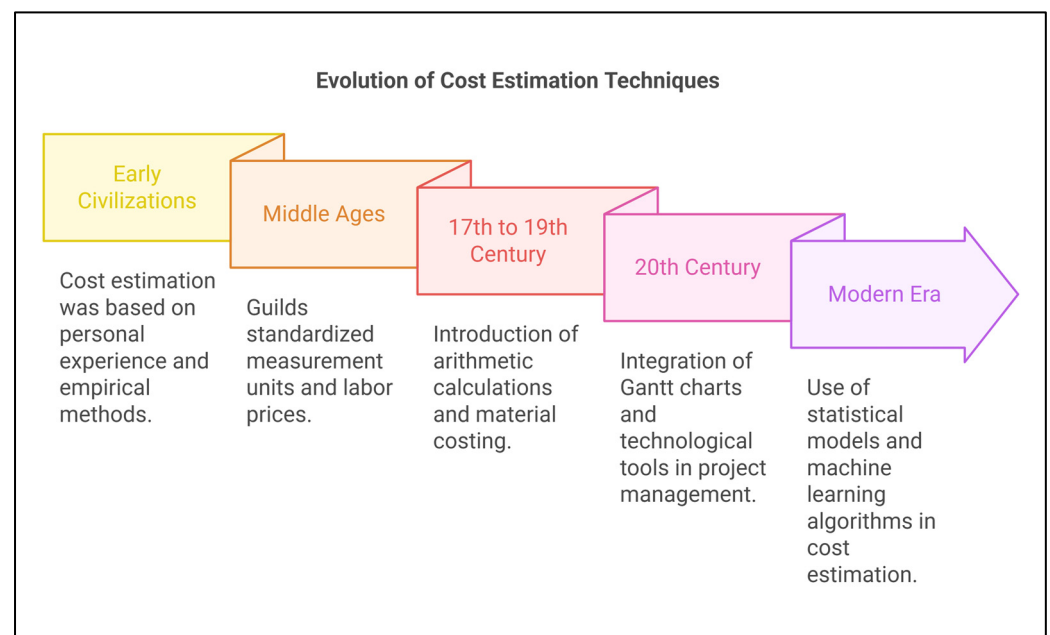 Evolution of Cost Estimation Techniques
Early
Civilizations
Cost estimation
was based on
personal
experience and
empirical
methods.
Middle Ages
Guilds
standardized
measurement
units and labor
prices.
17th to 19th
Century
Introduction of
arithmetic
calculations
and material
costing.
20th Century
Integration of
Gantt charts
and
technological
tools in project
management.
Modern Era
Use of
statistical
models and
machine
learning
algorithms in
cost
estimation.